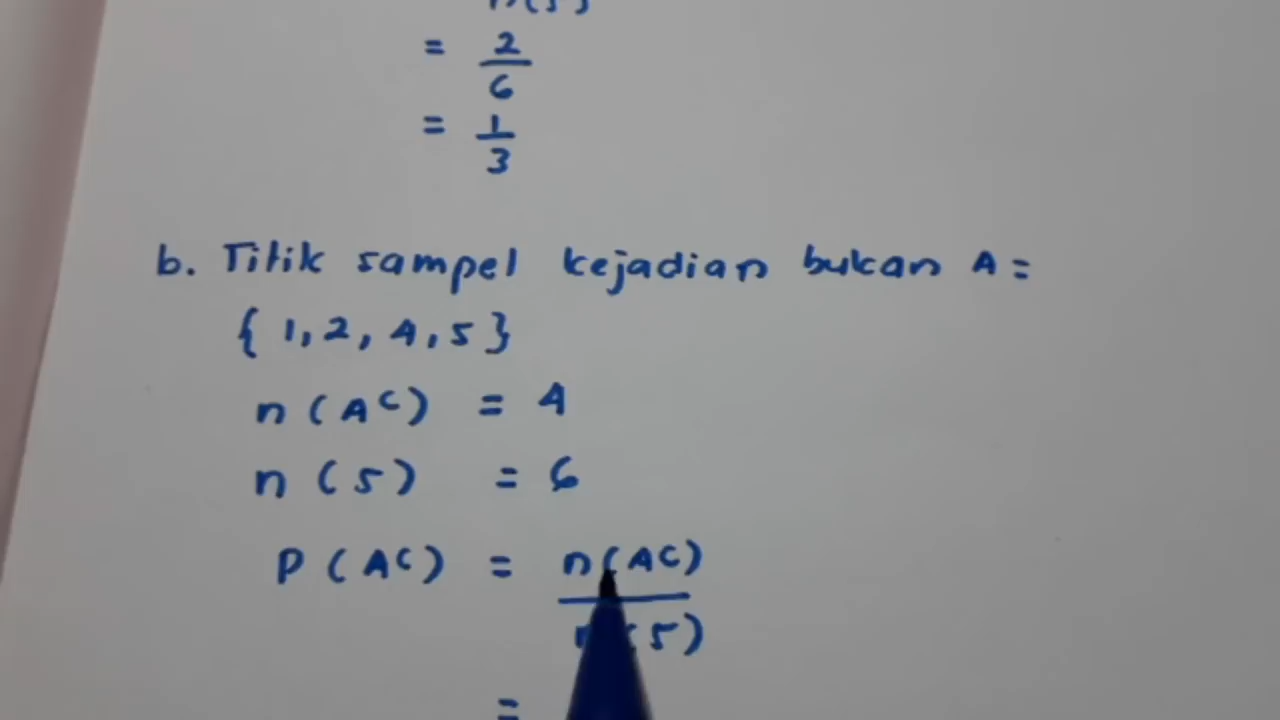 n(S)
= 2/6
= 1/3
b. Titik sampel kejadian bukan A =
{ 1, 2, 4, 5 }
n (A^c) = 4
n (S) = 6
P (A^c) = n(A^c)/n(S)
=